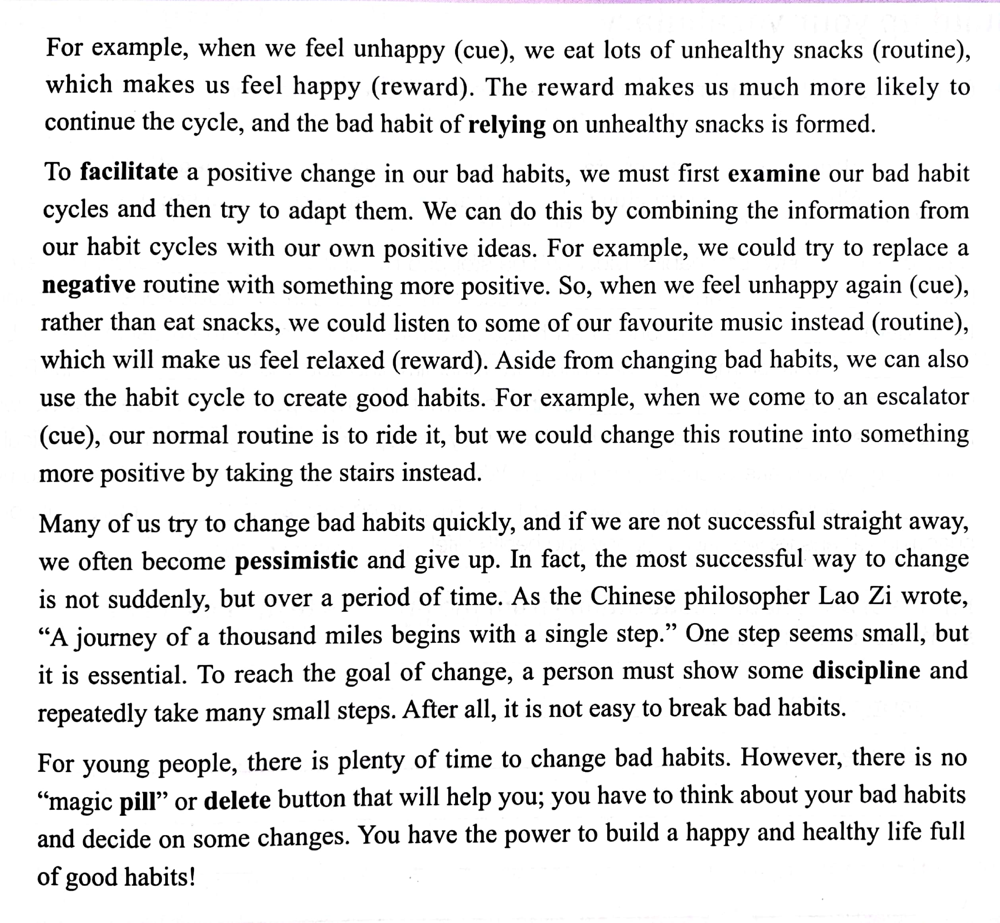 For example, when we feel unhappy (cue), we eat lots of unhealthy snacks (routine),
which makes us feel happy (reward). The reward makes us much more likely to
continue the cycle, and the bad habit of relying on unhealthy snacks is formed.
To facilitate a positive change in our bad habits, we must first examine our bad habit
cycles and then try to adapt them. We can do this by combining the information from
our habit cycles with our own positive ideas. For example, we could try to replace a
negative routine with something more positive. So, when we feel unhappy again (cue),
rather than eat snacks, we could listen to some of our favourite music instead (routine),
which will make us feel relaxed (reward). Aside from changing bad habits, we can also
use the habit cycle to create good habits. For example, when we come to an escalator
(cue), our normal routine is to ride it, but we could change this routine into something
more positive by taking the stairs instead.
Many of us try to change bad habits quickly, and if we are not successful straight away,
we often become pessimistic and give up. In fact, the most successful way to change
is not suddenly, but over a period of time. As the Chinese philosopher Lao Zi wrote,
“A journey of a thousand miles begins with a single step.” One step seems small, but
it is essential. To reach the goal of change, a person must show some discipline and
repeatedly take many small steps. After all, it is not easy to break bad habits.
For young people, there is plenty of time to change bad habits. However, there is no
“magic pill” or delete button that will help you; you have to think about your bad habits
and decide on some changes. You have the power to build a happy and healthy life full
of good habits!